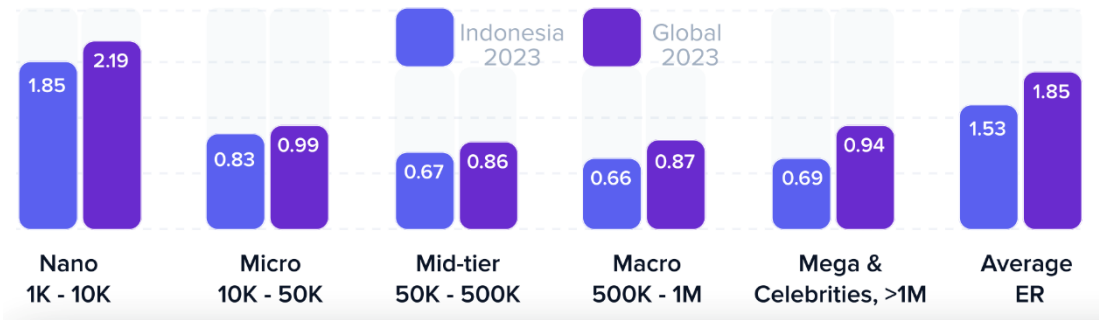 Indonesia
2023
Global
2023
1.85
2.19
0.83
0.99
0.67
0.86
0.66
0.87
0.69
0.94
1.53
1.85
Nano
1K - 10K
Micro
10K - 50K
Mid-tier
50K - 500K
Macro
500K - 1M
Mega &
Celebrities, >1M
Average
ER